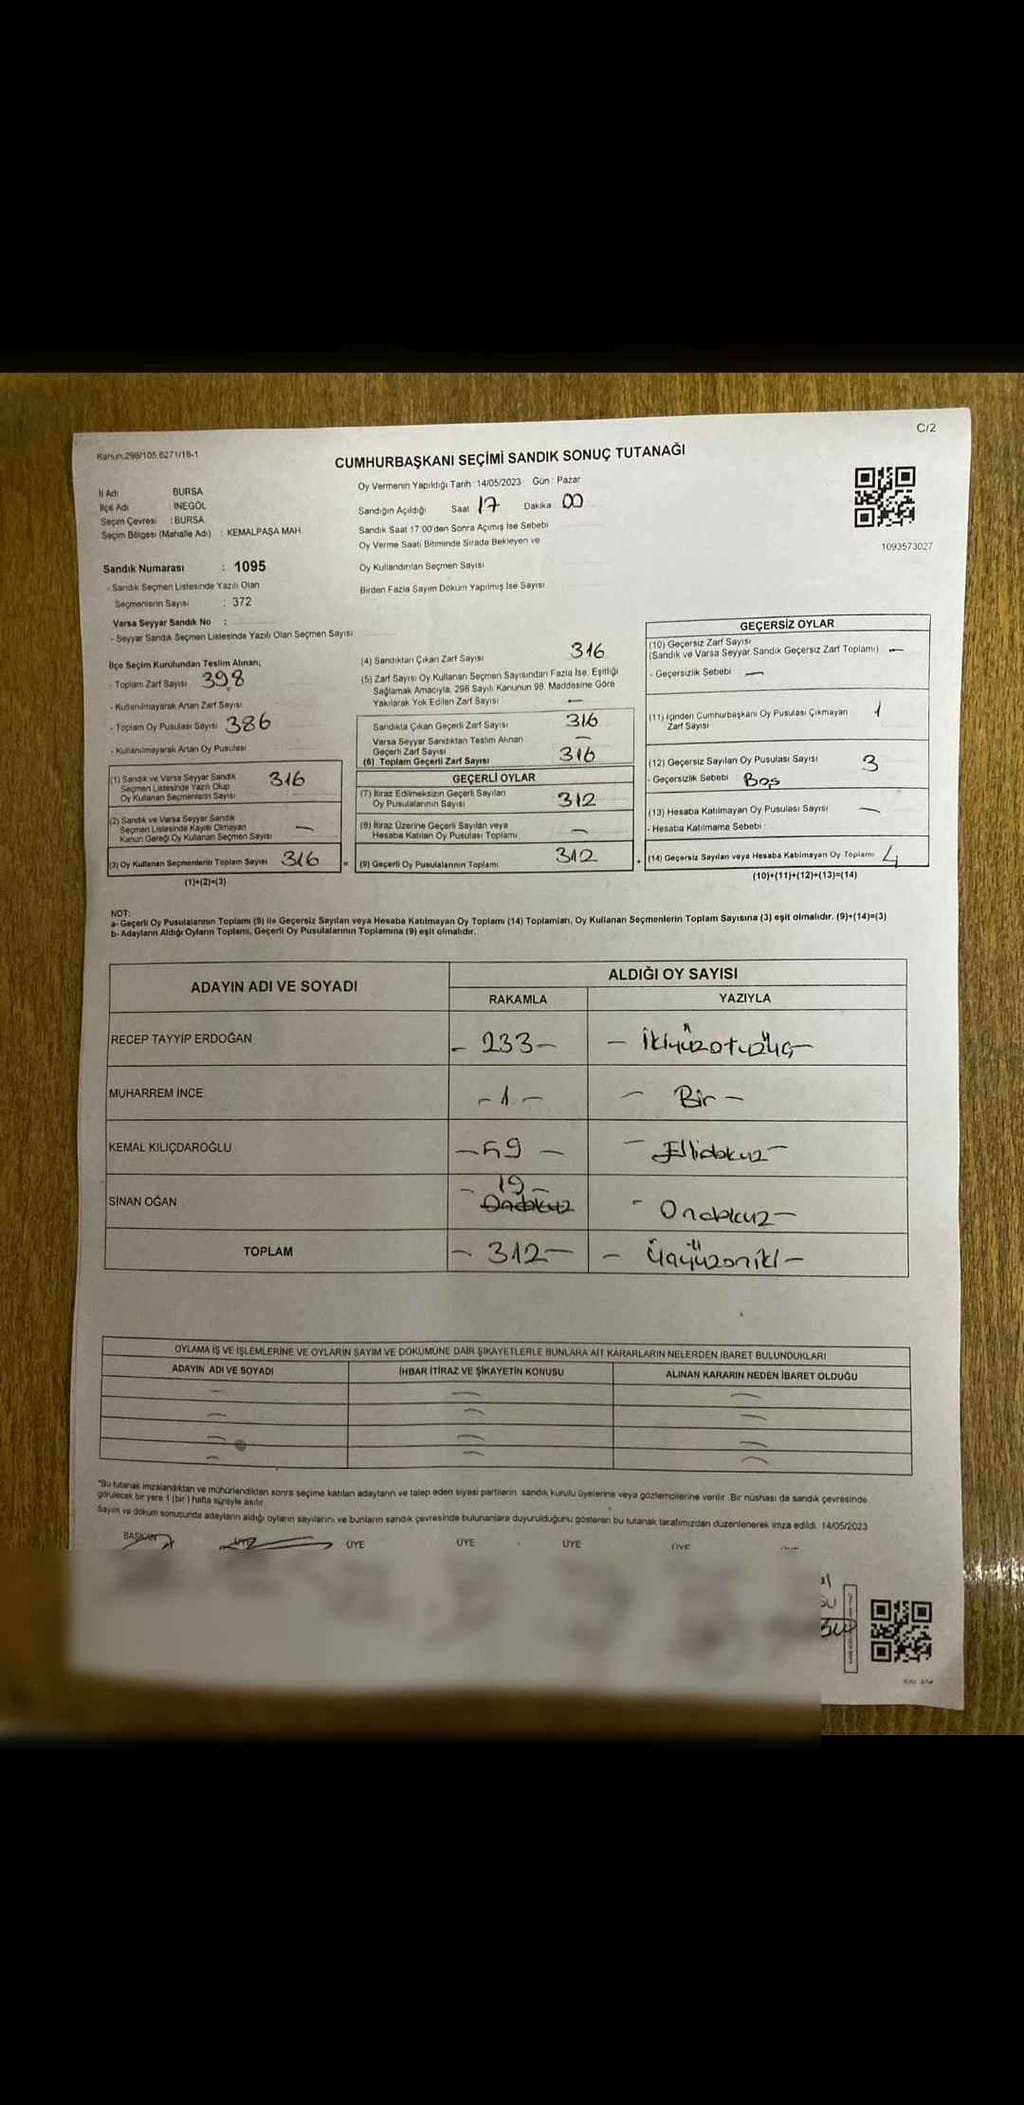 C/2
Kanun:298/105,6271/18-1
CUMHURBAŞKANI SEÇİMİ SANDIK SONUÇ TUTANAĞI
İl Adı BURSA
İlçe Adı İNEGÖL
Seçim Çevresi : BURSA
Seçim Bölgesi (Mahalle Adı) : KEMALPAŞA MAH.
Oy Vermenin Yapıldığı Tarih : 14/05/2023 Gün : Pazar
Sandığın Açıldığı Saat 17 Dakika 00
Sandık Saat 17:00'den Sonra Açımış İse Sebebi
Oy Verme Saati Bitiminde Sırada Bekleyen ve
Oy Kullandırılan Seçmen Sayısı
Birden Fazla Sayım Döküm Yapılmış İse Sayısı
1093573027
Sandık Numarası : 1095
- Sandık Seçmen Listesinde Yazılı Olan
Seçmenlerin Sayısı : 372
Varsa Seyyar Sandık No :
- Seyyar Sandık Seçmen Listesinde Yazılı Olan Seçmen Sayısı
İlçe Seçim Kurulundan Teslim Alınan;
- Toplam Zarf Sayısı 398
- Kullanılmayarak Artan Zarf Sayısı
- Toplam Oy Pusulası Sayısı 386
- Kullanılmayarak Artan Oy Pusulası
(1) Sandık ve Varsa Seyyar Sandık
Seçmen Listesinde Yazılı Olup
Oy Kullanan Seçmenlerin Sayısı 316
(2) Sandık ve Varsa Seyyar Sandık
Seçmen Listesinde Kayıtlı Olmayan
Kanun Gereği Oy Kullanan Seçmen Sayısı —
(3) Oy Kullanan Seçmenlerin Toplam Sayısı 316 =
(1)+(2)=(3)
(4) Sandıktan Çıkan Zarf Sayısı 316
(5) Zarf Sayısı Oy Kullanan Seçmen Sayısından Fazla İse, Eşitliği
Sağlamak Amacıyla, 298 Sayılı Kanunun 98. Maddesine Göre
Yakılarak Yok Edilen Zarf Sayısı —
Sandıkta Çıkan Geçerli Zarf Sayısı 316
Varsa Seyyar Sandıktan Teslim Alınan
Geçerli Zarf Sayısı —
(6) Toplam Geçerli Zarf Sayısı 316
GEÇERLİ OYLAR
(7) İtiraz Edilmeksizin Geçerli Sayılan
Oy Pusulalarının Sayısı 312
(8) İtiraz Üzerine Geçerli Sayılan veya
Hesaba Katılan Oy Pusulası Toplamı —
(9) Geçerli Oy Pusulalarının Toplamı 312 +
GEÇERSİZ OYLAR
(10) Geçersiz Zarf Sayısı
(Sandık ve Varsa Seyyar Sandık Geçersiz Zarf Toplamı) —
- Geçersizlik Sebebi —
(11) İçinden Cumhurbaşkanı Oy Pusulası Çıkmayan
Zarf Sayısı 1
(12) Geçersiz Sayılan Oy Pusulası Sayısı 3
- Geçersizlik Sebebi Boş
(13) Hesaba Katılmayan Oy Pusulası Sayısı —
- Hesaba Katılmama Sebebi :
(14) Geçersiz Sayılan veya Hesaba Katılmayan Oy Toplamı 4
(10)+(11)+(12)+(13)=(14)
NOT:
a- Geçerli Oy Pusulalarının Toplamı (9) ile Geçersiz Sayılan veya Hesaba Katılmayan Oy Toplamı (14) Toplamları, Oy Kullanan Seçmenlerin Toplam Sayısına (3) eşit olmalıdır. (9)+(14)=(3)
b- Adayların Aldığı Oyların Toplamı, Geçerli Oy Pusulalarının Toplamına (9) eşit olmalıdır.
ADAYIN ADI VE SOYADI ALDIĞI OY SAYISI
RAKAMLA YAZIYLA
RECEP TAYYİP ERDOĞAN - 233 - - İkiyüzotuzüç -
MUHARREM İNCE - 1 - - Bir -
KEMAL KILIÇDAROĞLU - 59 - - Ellidokuz -
SİNAN OĞAN - 19 - Ondokuz - Ondokuz -
TOPLAM - 312 - - Üçyüzoniki -
OYLAMA İŞ VE İŞLEMLERİNE VE OYLARIN SAYIM VE DÖKÜMÜNE DAİR ŞİKAYETLERLE BUNLARA AİT KARARLARIN NELERDEN İBARET BULUNDUKLARI
ADAYIN ADI VE SOYADI İHBAR İTİRAZ VE ŞİKAYETİN KONUSU ALINAN KARARIN NEDEN İBARET OLDUĞU
*Bu tutanak imzalandıktan ve mühürlendikten sonra seçime katılan adayların ve talep eden siyasi partilerin sandık kurulu üyelerine veya gözlemcilerine verilir. Bir nüshası da sandık çevresinde
görülecek bir yere 1 (bir) hafta süreyle asılır.
Sayım ve döküm sonucunda adayların aldığı oyların sayılarını ve bunların sandık çevresinde bulunanlara duyurulduğunu gösteren bu tutanak tarafımızdan düzenlenerek imza edildi. 14/05/2023
BAŞKAN ÜYE ÜYE ÜYE